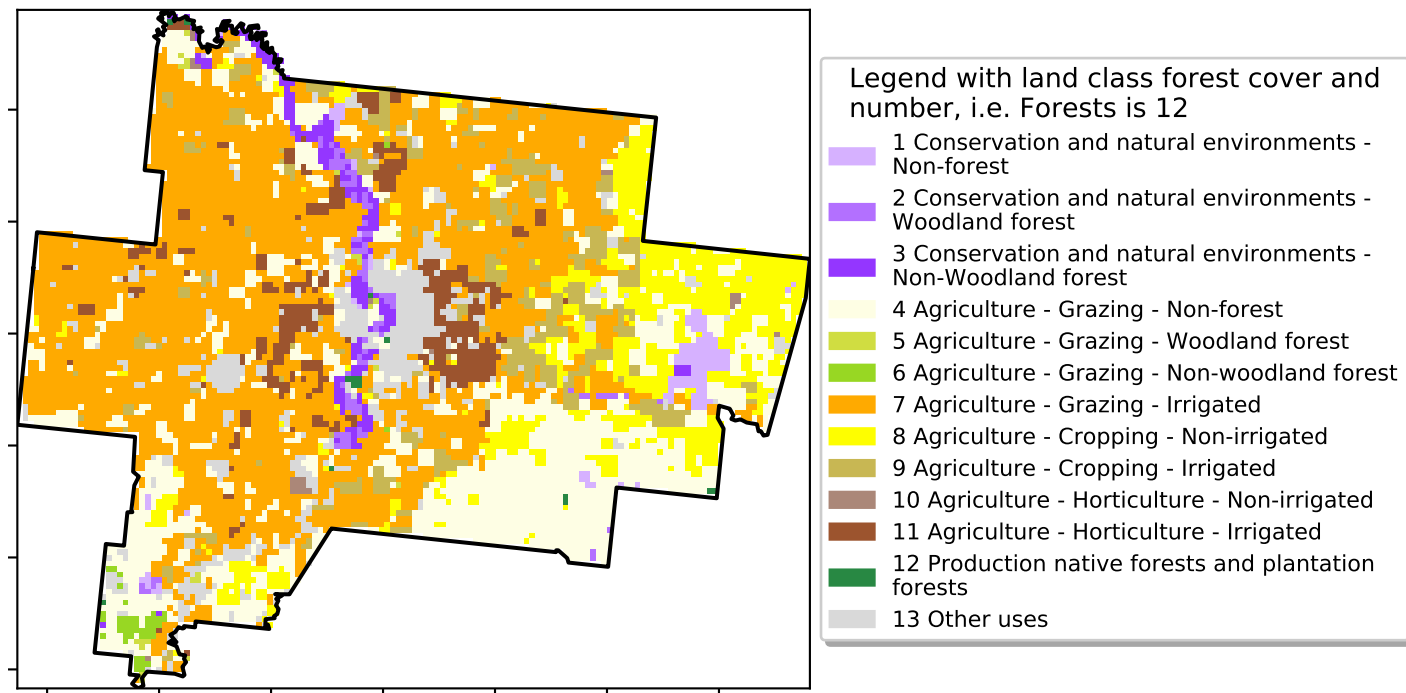 Legend with land class forest cover and
number, i.e. Forests is 12
1 Conservation and natural environments -
Non-forest
2 Conservation and natural environments -
Woodland forest
3 Conservation and natural environments -
Non-Woodland forest
4 Agriculture - Grazing - Non-forest
5 Agriculture - Grazing - Woodland forest
6 Agriculture - Grazing - Non-woodland forest
7 Agriculture - Grazing - Irrigated
8 Agriculture - Cropping - Non-irrigated
9 Agriculture - Cropping - Irrigated
10 Agriculture - Horticulture - Non-irrigated
11 Agriculture - Horticulture - Irrigated
12 Production native forests and plantation
forests
13 Other uses